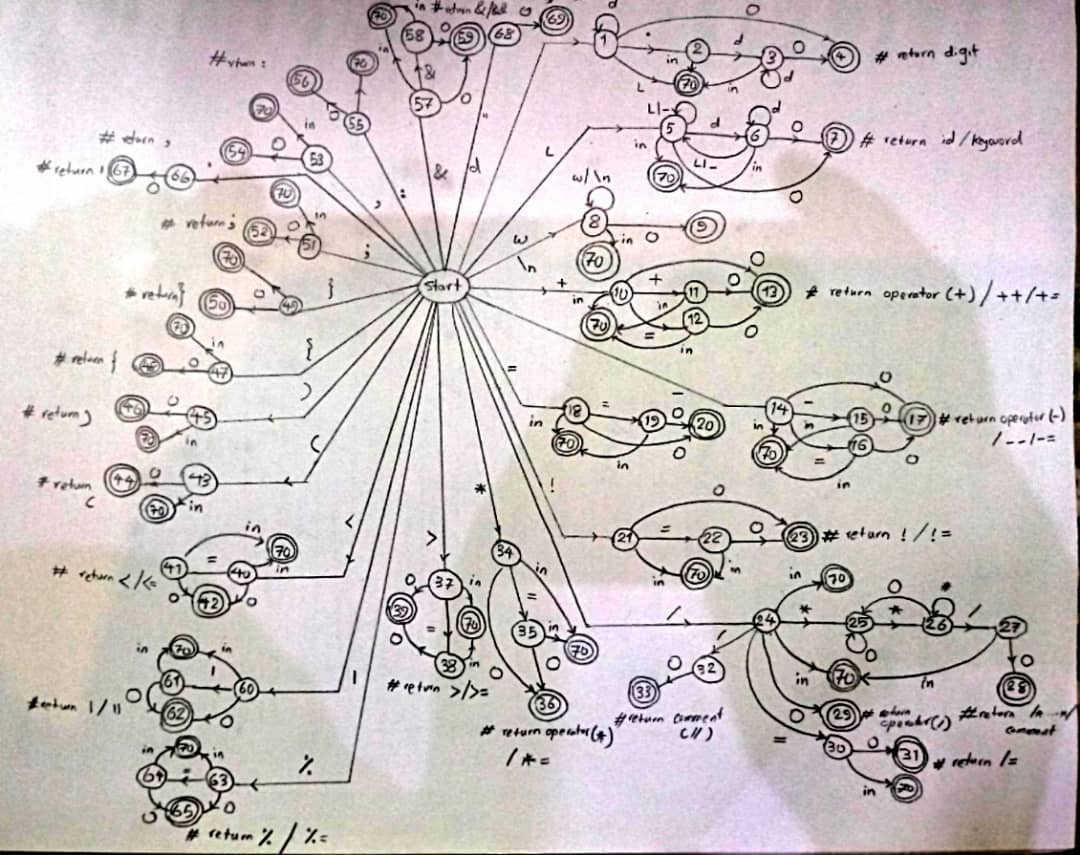 70
in
# return &/&&
o
69
58
o
59
68
in
&
57
o
d
1
o
.
2
d
3
o
4
# return digit
in
L
70
in
d
# rturn :
70
56
o
55
70
in
# return ,
54
o
53
# return !
67
o
66
L
L|-
5
d
d
6
o
7
# return id / keyword
in
70
L|-
in
o
70
in
# return ;
52
o
51
;
,
:
&
d
"
w/\n
8
o
9
in
70
w
\n
Start
70
# return }
50
o
49
}
+
10
+
11
o
13
# return operator (+) / ++/+=
in
70
in
12
=
in
o
o
70
in
# return {
48
o
47
{
=
-
18
=
19
o
20
in
70
in
o
14
-
15
o
17
# return operator (-)
/ --/-=
in
in
70
16
=
in
o
o
# return )
46
o
45
)
70
in
# return
(
44
o
43
(
70
in
!
21
=
22
o
23
# return ! / !=
o
in
70
in
in
70
41
=
40
in
# return </<=
o
42
o
<
>
37
o
39
in
70
=
o
38
in
# return >/>=
*
34
in
=
35
in
70
o
o
36
# return operator(*)
/ *=
/
24
in
70
*
25
o
*
26
*
/
27
o
o
28
in
70
in
/
32
o
33
# return comment
(//)
o
29
# return
operator(/)
=
30
o
31
# return /=
in
70
in
70
in
61
|
60
|
o
62
o
# return | / ||
in
70
in
64
=
63
%
o
65
o
# return % / %=